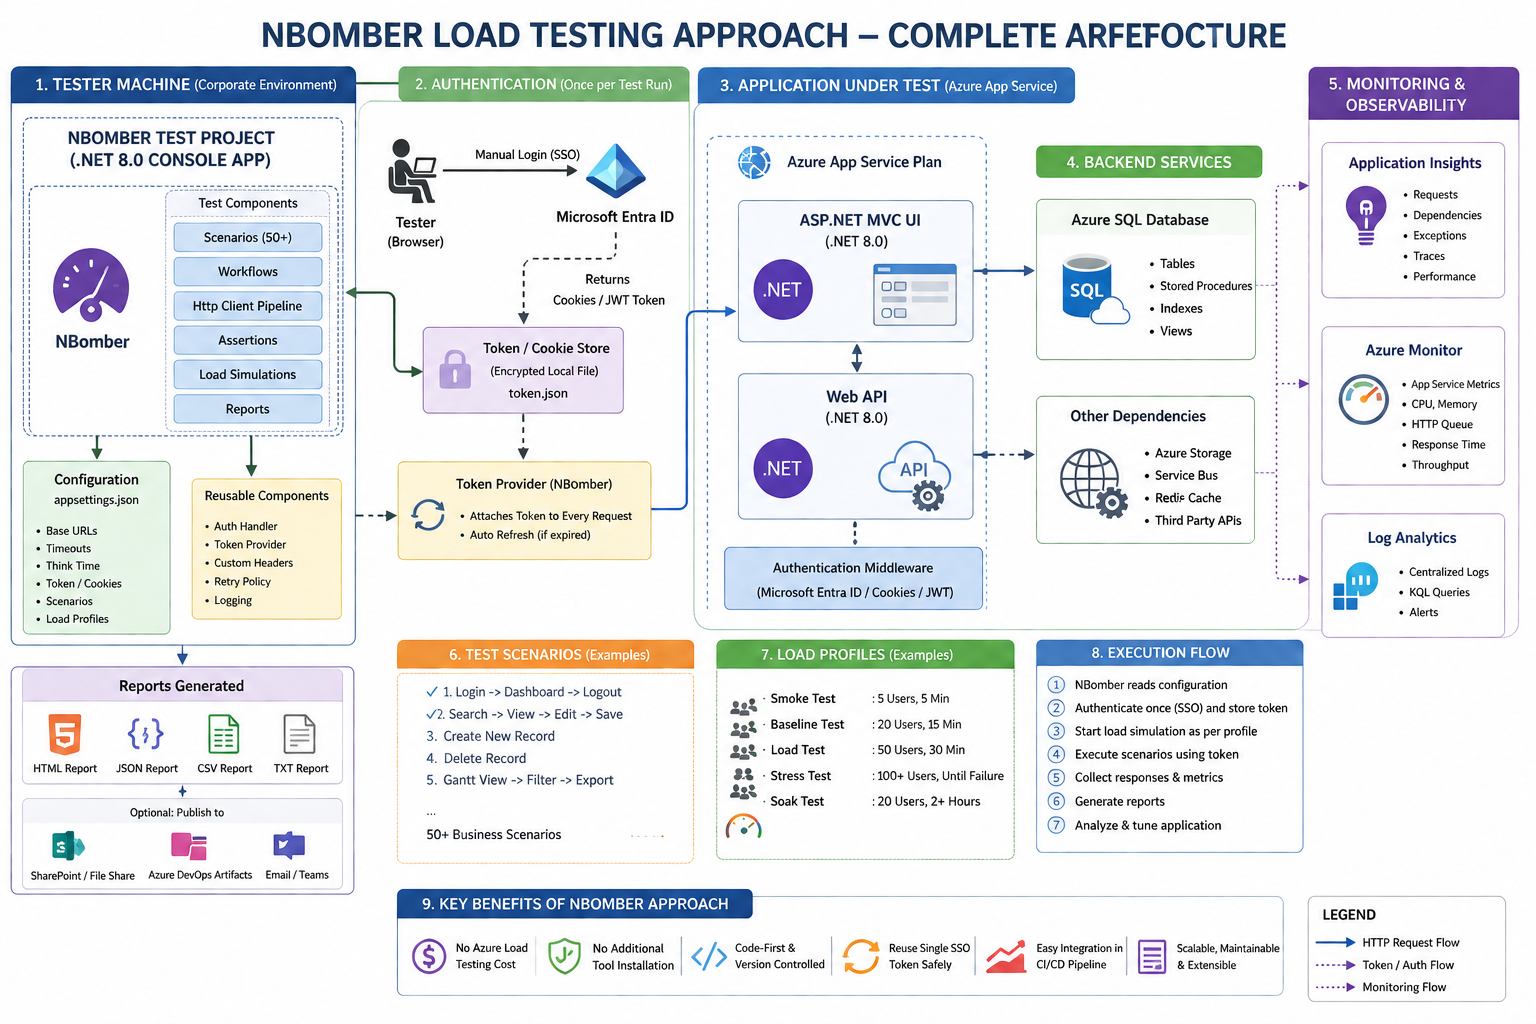 NBOMBER LOAD TESTING APPROACH – COMPLETE ARFEFOCTURE
1. TESTER MACHINE (Corporate Environment)
NBOMBER TEST PROJECT
(.NET 8.0 CONSOLE APP)
NBomber
Test Components
Scenarios (50+)
Workflows
Http Client Pipeline
Assertions
Load Simulations
Reports
Configuration
appsettings.json
• Base URLs
• Timeouts
• Think Time
• Token / Cookies
• Scenarios
• Load Profiles
Reusable Components
• Auth Handler
• Token Provider
• Custom Headers
• Retry Policy
• Logging
Reports Generated
HTML Report
JSON Report
CSV Report
TXT Report
Optional: Publish to
SharePoint / File Share
Azure DevOps Artifacts
Email / Teams
2. AUTHENTICATION (Once per Test Run)
Manual Login (SSO)
Tester
(Browser)
Microsoft Entra ID
Returns
Cookies / JWT Token
Token / Cookie Store
(Encrypted Local File)
token.json
Token Provider (NBomber)
• Attaches Token to Every Request
• Auto Refresh (if expired)
3. APPLICATION UNDER TEST (Azure App Service)
Azure App Service Plan
ASP.NET MVC UI
(.NET 8.0)
.NET
Web API
(.NET 8.0)
.NET
API
Authentication Middleware
(Microsoft Entra ID / Cookies / JWT)
4. BACKEND SERVICES
Azure SQL Database
SQL
• Tables
• Stored Procedures
• Indexes
• Views
Other Dependencies
• Azure Storage
• Service Bus
• Redis Cache
• Third Party APIs
5. MONITORING &
OBSERVABILITY
Application Insights
• Requests
• Dependencies
• Exceptions
• Traces
• Performance
Azure Monitor
• App Service Metrics
• CPU, Memory
• HTTP Queue
• Response Time
• Throughput
Log Analytics
• Centralized Logs
• KQL Queries
• Alerts
6. TEST SCENARIOS (Examples)
✓ 1. Login -> Dashboard -> Logout
✓ 2. Search -> View -> Edit -> Save
3. Create New Record
4. Delete Record
5. Gantt View -> Filter -> Export
...
50+ Business Scenarios
7. LOAD PROFILES (Examples)
· Smoke Test : 5 Users, 5 Min
· Baseline Test : 20 Users, 15 Min
· Load Test : 50 Users, 30 Min
· Stress Test : 100+ Users, Until Failure
· Soak Test : 20 Users, 2+ Hours
8. EXECUTION FLOW
1 NBomber reads configuration
2 Authenticate once (SSO) and store token
3 Start load simulation as per profile
4 Execute scenarios using token
5 Collect responses & metrics
6 Generate reports
7 Analyze & tune application
9. KEY BENEFITS OF NBOMBER APPROACH
No Azure Load
Testing Cost
No Additional
Tool Installation
Code-First &
Version Controlled
Reuse Single SSO
Token Safely
Easy Integration in
CI/CD Pipeline
Scalable, Maintainable
& Extensible
LEGEND
HTTP Request Flow
Token / Auth Flow
Monitoring Flow